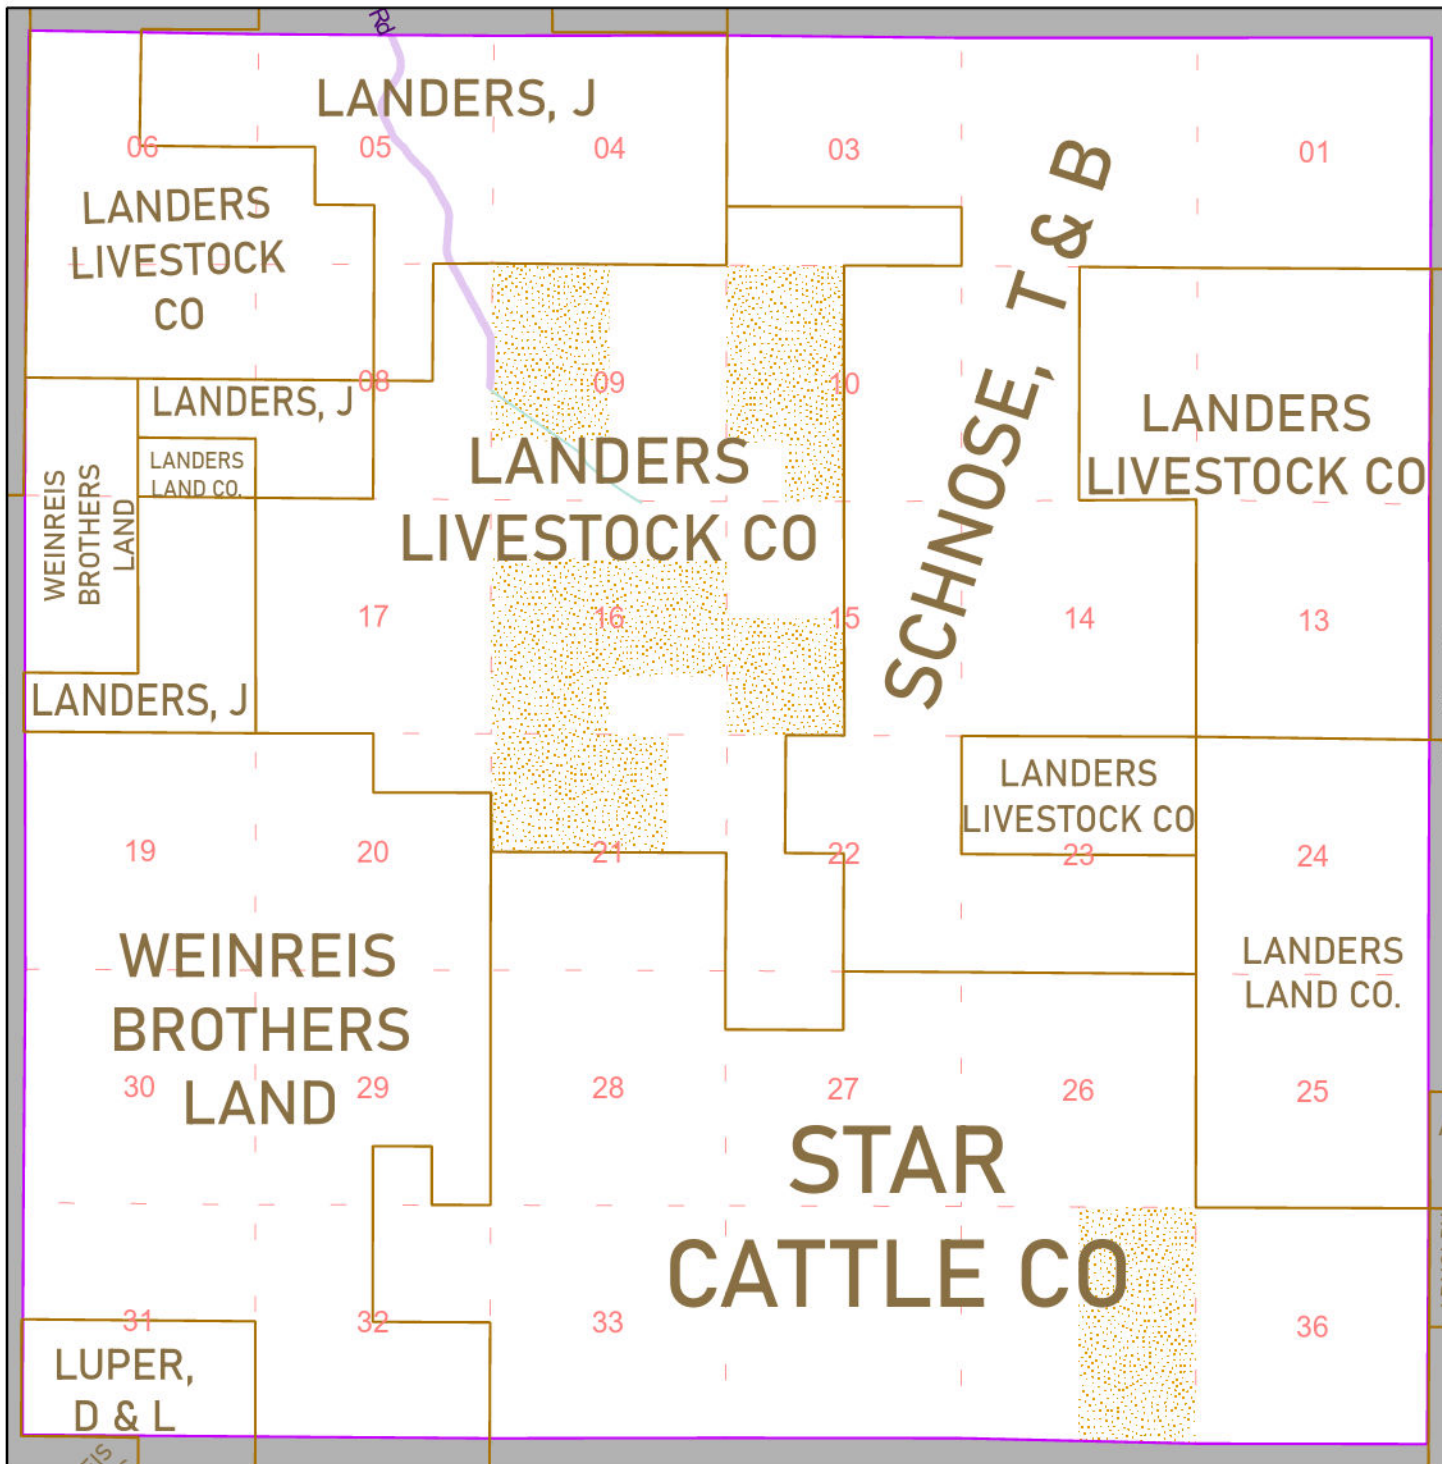 Rd
LANDERS, J
06
05
04
03
01
LANDERS
LIVESTOCK
CO
SCHNOSE, T & B
08
09
10
LANDERS, J
LANDERS
LIVESTOCK CO
LANDERS
LAND CO.
WEINREIS
BROTHERS
LAND
LANDERS
LIVESTOCK CO
17
16
15
14
13
LANDERS, J
LANDERS
LIVESTOCK CO
19
20
21
22
23
24
WEINREIS
BROTHERS
LAND
LANDERS
LAND CO.
30
29
28
27
26
25
STAR
CATTLE CO
31
32
33
36
LUPER,
D & L